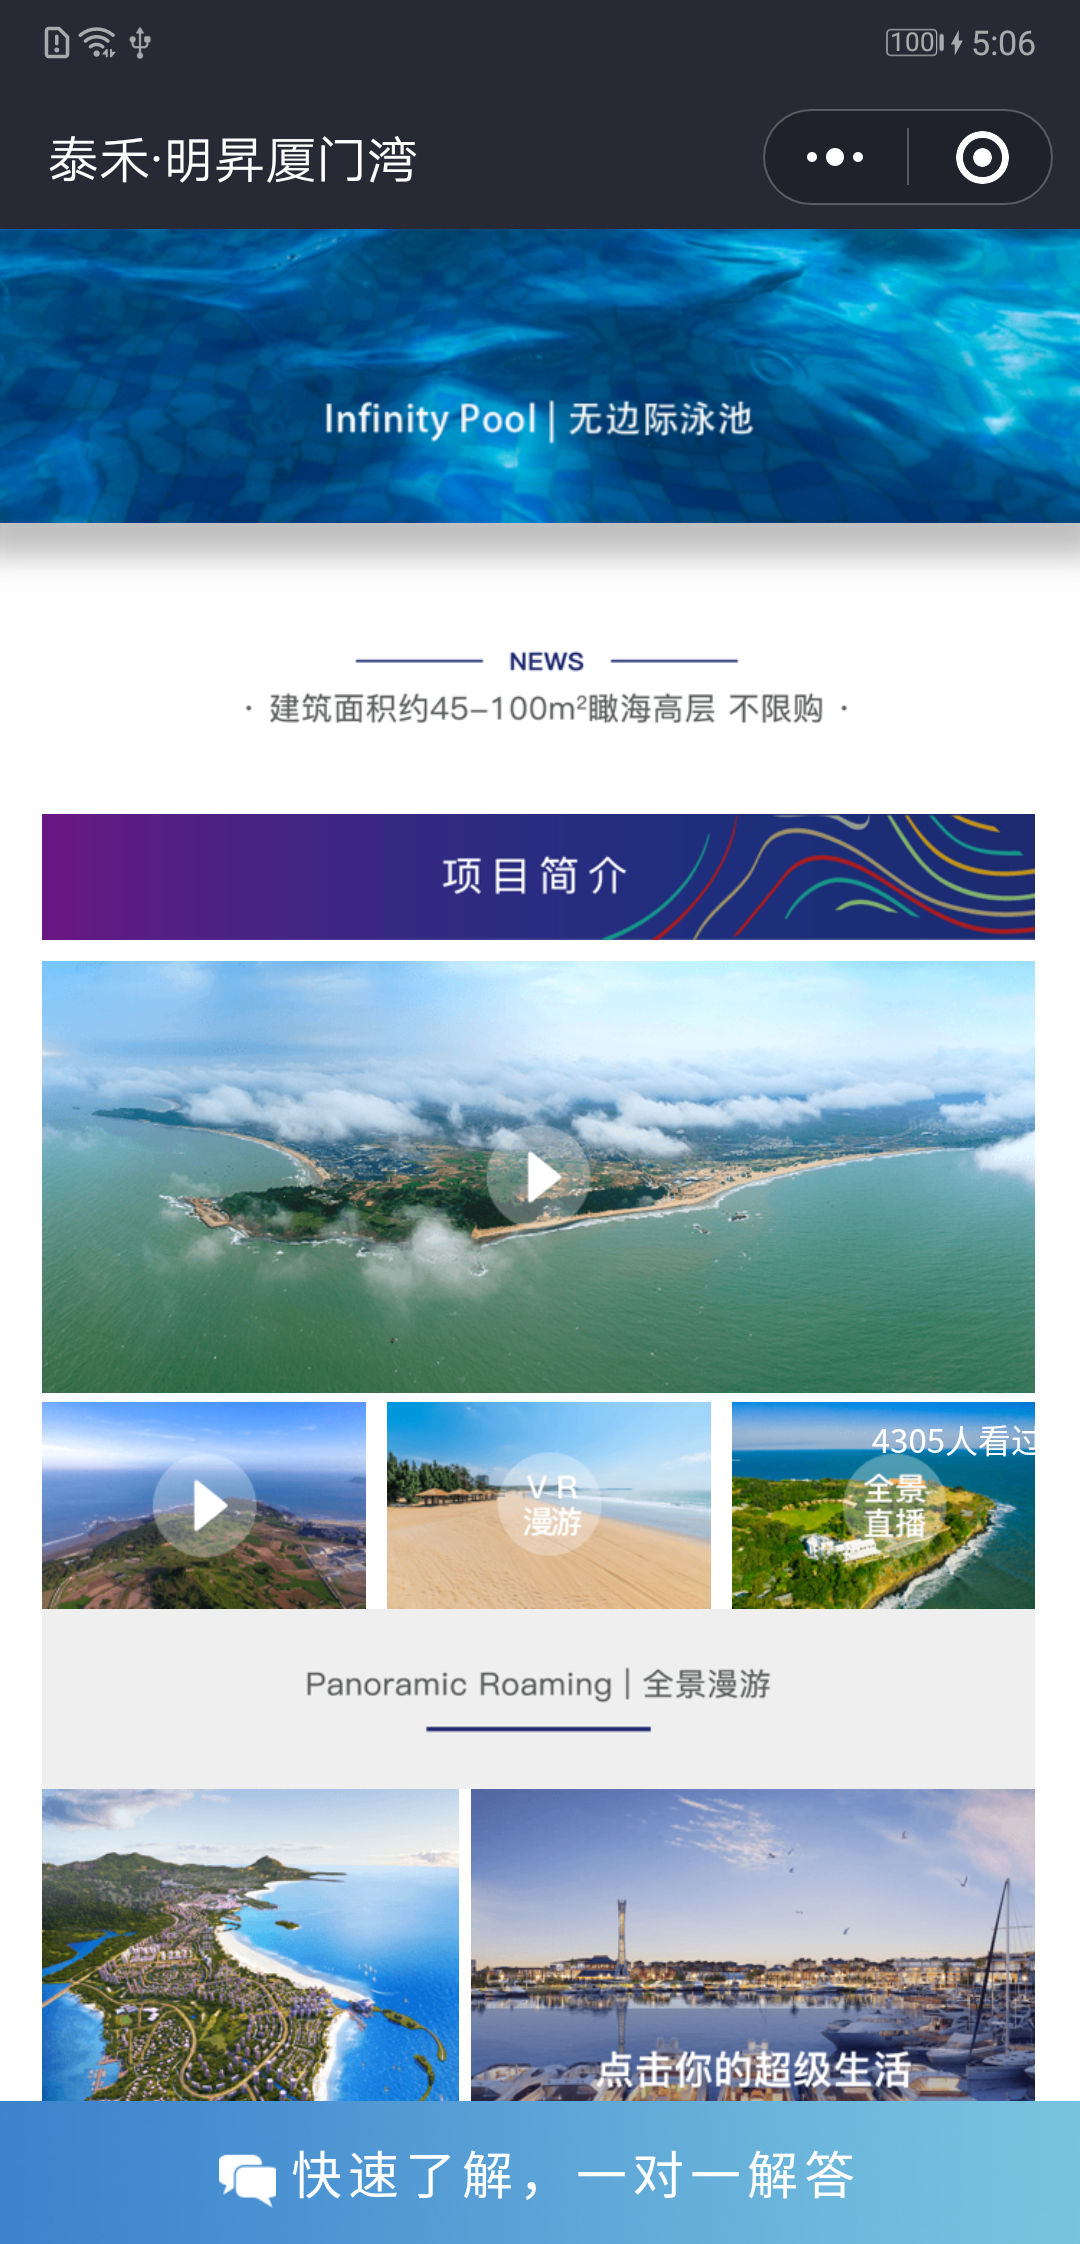 100 5:06
泰禾·明昇厦门湾
Infinity Pool | 无边际泳池
NEWS
· 建筑面积约45-100m²瞰海高层 不限购 ·
项目简介
4305人看过
VR
漫游
全景
直播
Panoramic Roaming | 全景漫游
点击你的超级生活
快速了解，一对一解答